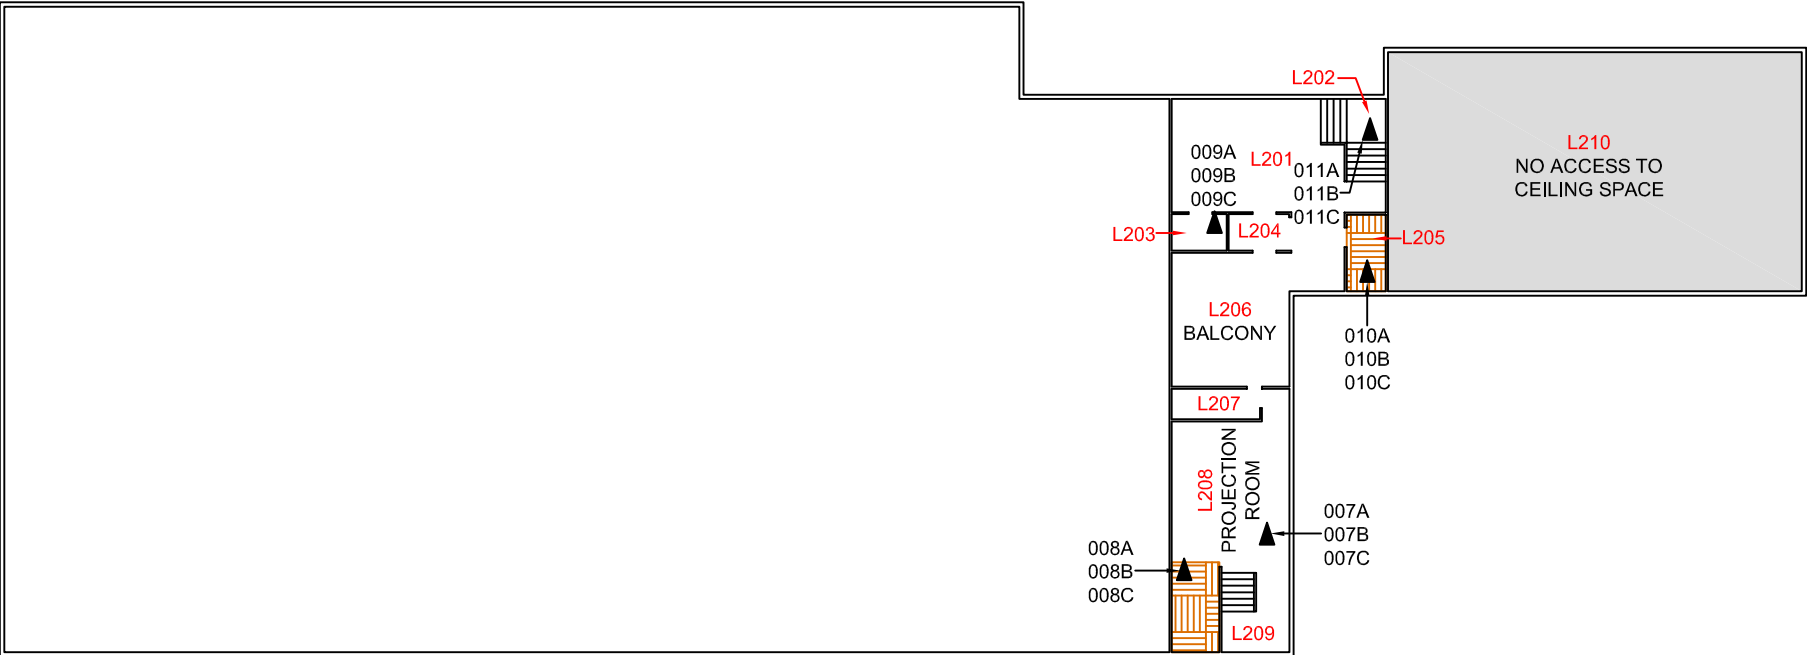 L202
009A
009B
009C
L201
011A
011B
011C
L210
NO ACCESS TO
CEILING SPACE
L203
L204
L205
L206
BALCONY
010A
010B
010C
L207
L208
PROJECTION
ROOM
007A
007B
007C
008A
008B
008C
L209